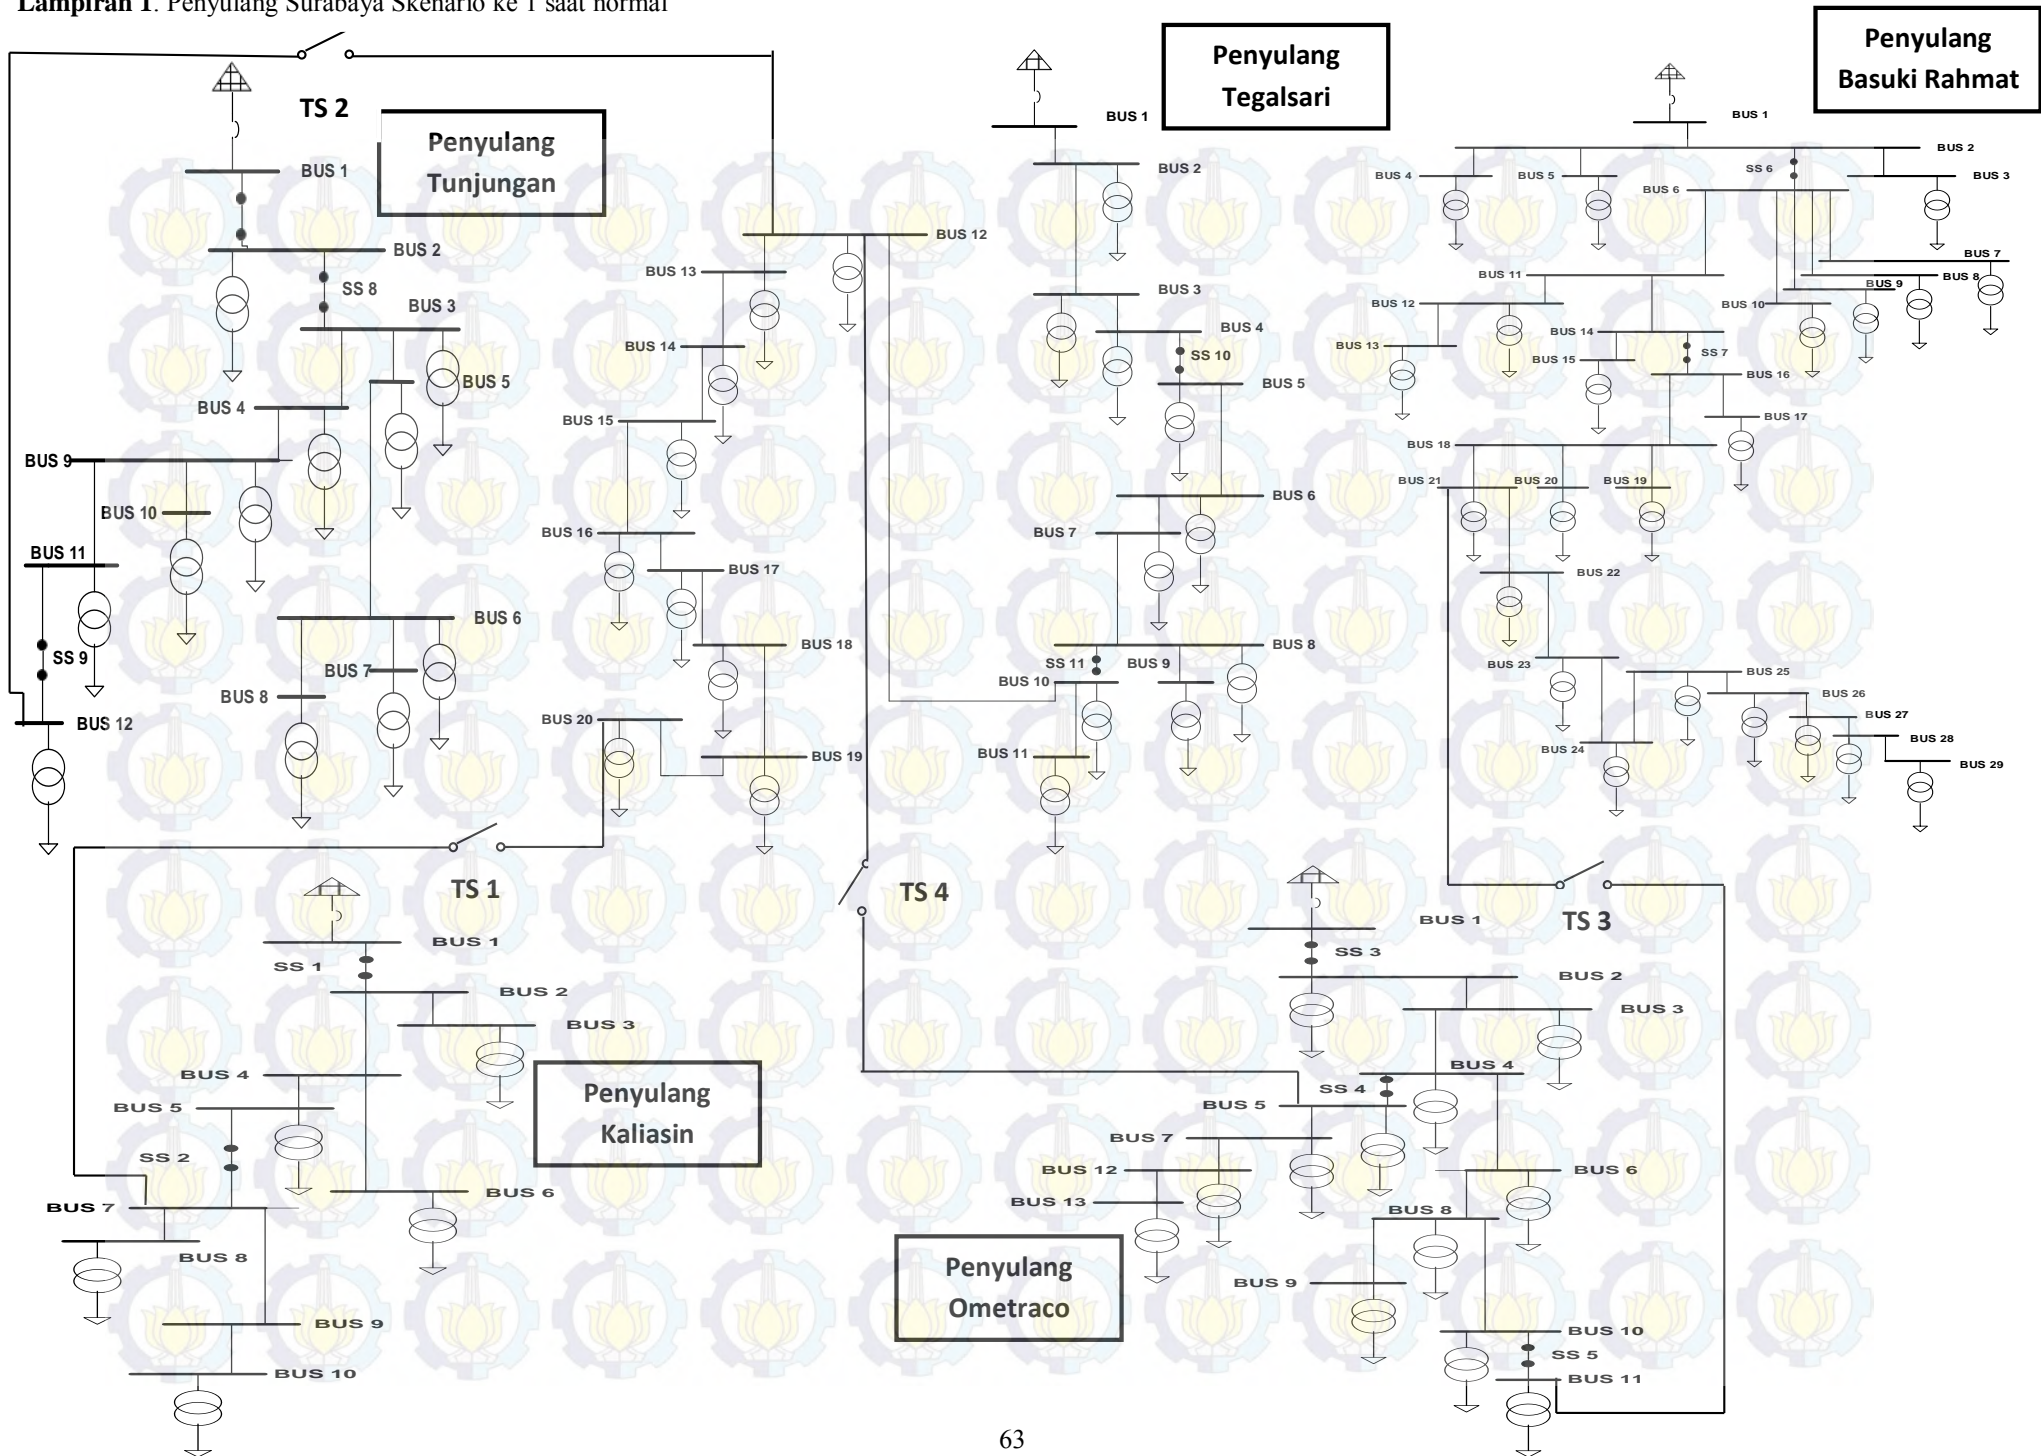 Lampiran 1. Penyulang Surabaya Skenario ke 1 saat normal
TS 2
Penyulang
Tunjungan
BUS 1
BUS 2
SS 8
BUS 3
BUS 5
BUS 4
BUS 9
BUS 10
BUS 11
BUS 6
SS 9
BUS 7
BUS 8
BUS 12
Penyulang
Tegalsari
BUS 1
BUS 2
BUS 3
BUS 4
SS 10
BUS 5
BUS 6
BUS 7
BUS 8
SS 11
BUS 9
BUS 10
BUS 11
BUS 12
BUS 13
BUS 14
BUS 15
BUS 16
BUS 17
BUS 18
BUS 20
BUS 19
Penyulang
Basuki Rahmat
BUS 1
BUS 2
SS 6
BUS 4
BUS 5
BUS 3
BUS 6
BUS 7
BUS 11
BUS 8
BUS 9
BUS 12
BUS 10
BUS 14
BUS 13
SS 7
BUS 15
BUS 16
BUS 17
BUS 18
BUS 21
BUS 20
BUS 19
BUS 22
BUS 23
BUS 25
BUS 26
BUS 27
BUS 28
BUS 24
BUS 29
TS 1
TS 4
TS 3
BUS 1
SS 1
BUS 2
BUS 3
BUS 4
Penyulang
Kaliasin
BUS 5
SS 2
BUS 6
BUS 7
BUS 8
BUS 9
BUS 10
BUS 1
SS 3
BUS 2
BUS 3
BUS 4
SS 4
BUS 5
BUS 7
BUS 12
BUS 6
BUS 13
BUS 8
Penyulang
Ometraco
BUS 9
BUS 10
SS 5
BUS 11
63